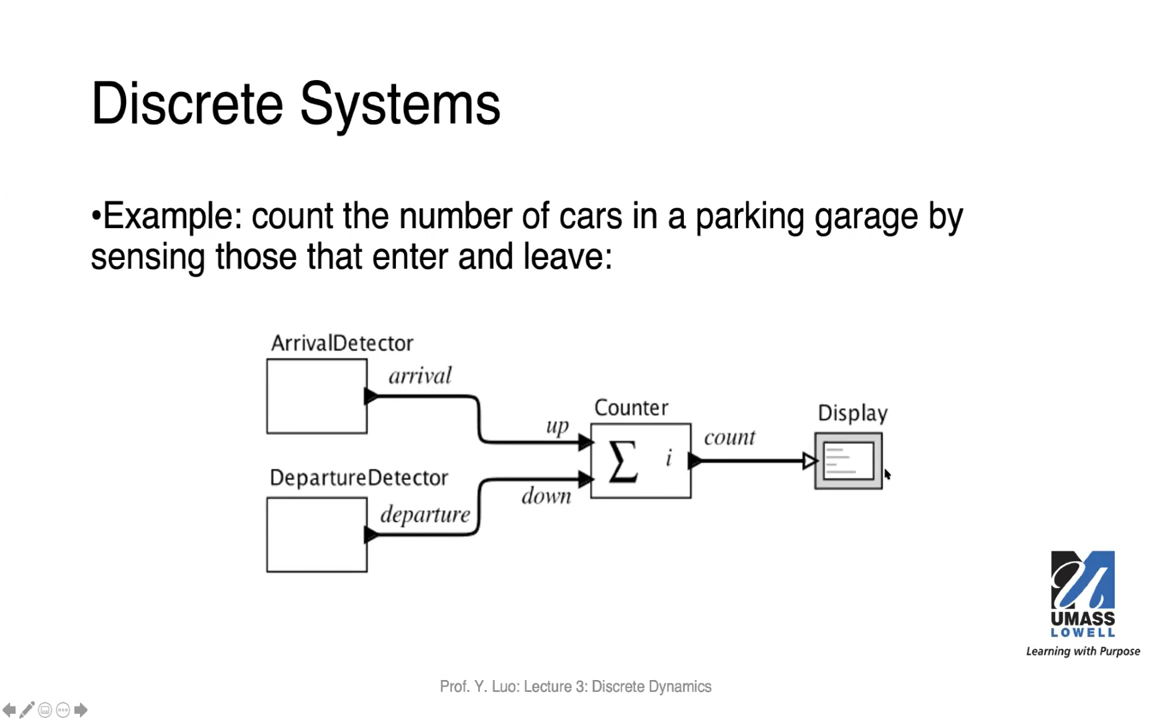 Discrete Systems
•Example: count the number of cars in a parking garage by
sensing those that enter and leave:
ArrivalDetector
arrival
up
Counter
Σ i
count
Display
DepartureDetector
departure
down
UMASS
LOWELL
Learning with Purpose
Prof. Y. Luo: Lecture 3: Discrete Dynamics